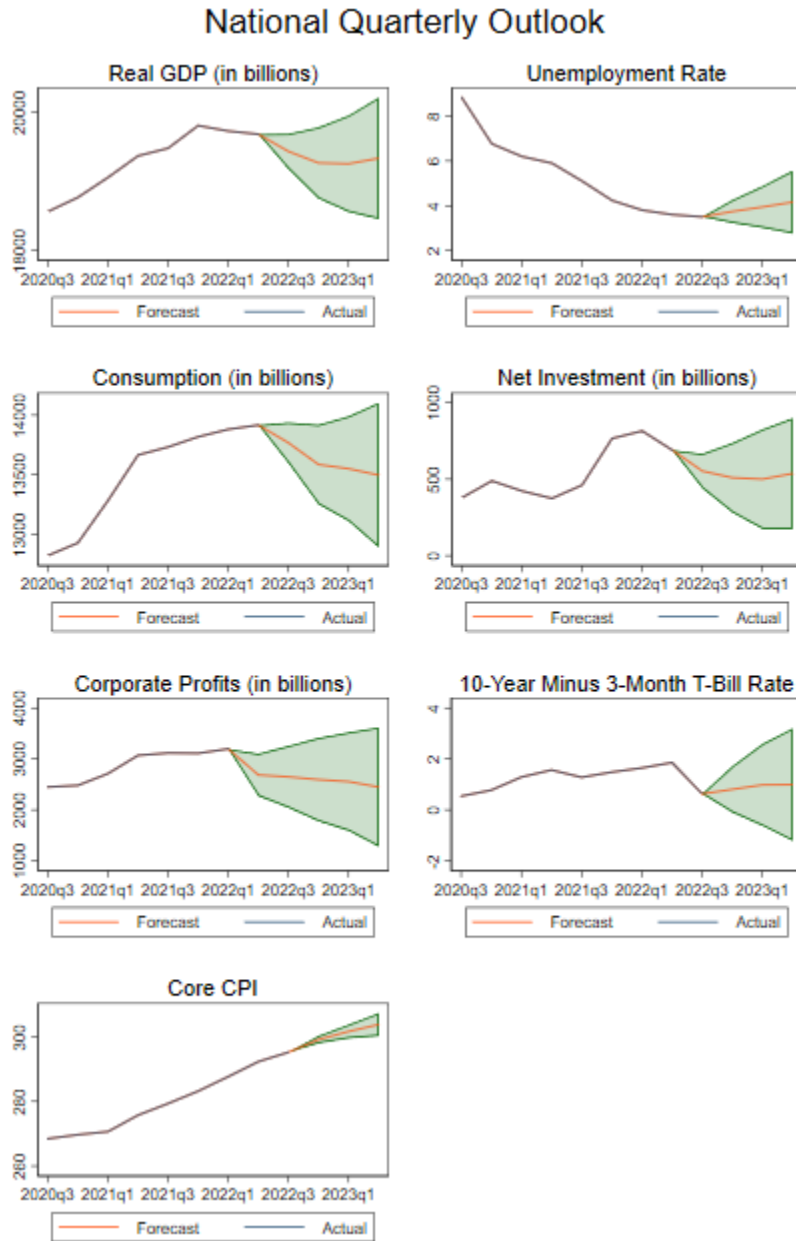 National Quarterly Outlook
Real GDP (in billions)
20000
18000
2020q3 2021q1 2021q3 2022q1 2022q3 2023q1
Forecast Actual
Unemployment Rate
8
6
4
2
2020q3 2021q1 2021q3 2022q1 2022q3 2023q1
Forecast Actual
Consumption (in billions)
14000
13500
13000
2020q3 2021q1 2021q3 2022q1 2022q3 2023q1
Forecast Actual
Net Investment (in billions)
1000
500
0
2020q3 2021q1 2021q3 2022q1 2022q3 2023q1
Forecast Actual
Corporate Profits (in billions)
4000
3000
2000
1000
2020q3 2021q1 2021q3 2022q1 2022q3 2023q1
Forecast Actual
10-Year Minus 3-Month T-Bill Rate
4
2
0
-2
2020q3 2021q1 2021q3 2022q1 2022q3 2023q1
Forecast Actual
Core CPI
300
280
260
2020q3 2021q1 2021q3 2022q1 2022q3 2023q1
Forecast Actual